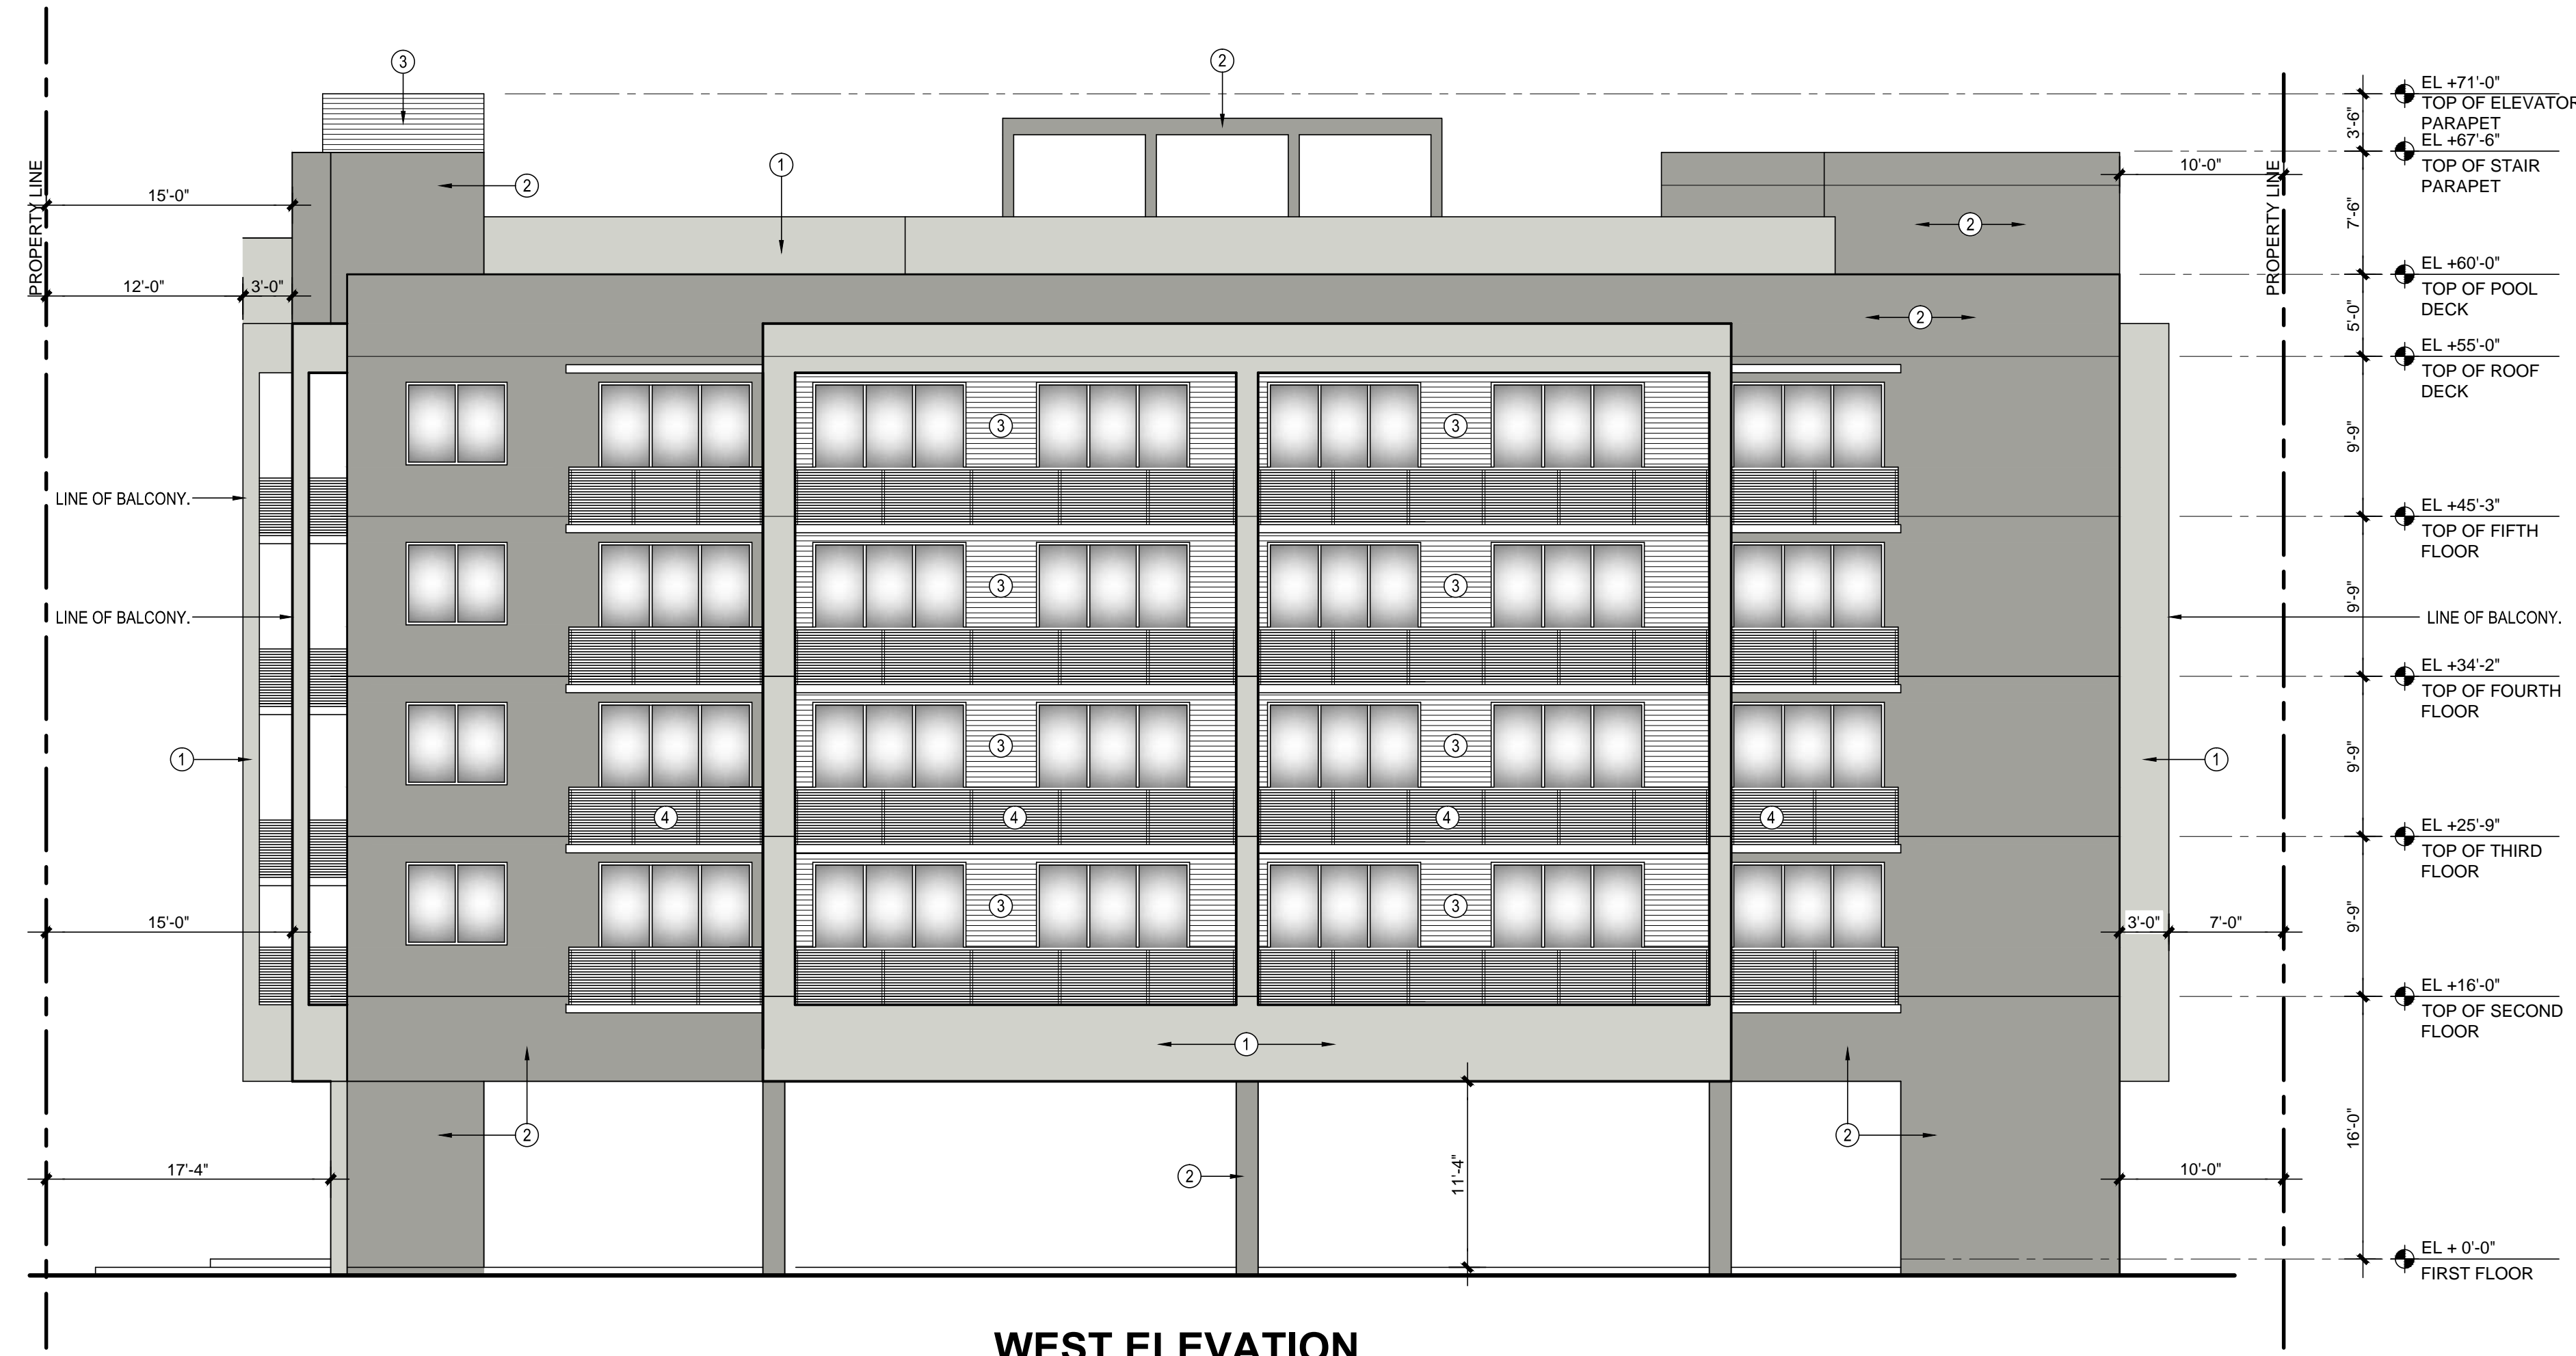 3
2
EL +71'-0"
TOP OF ELEVATOR
PARAPET
3'-6"
EL +67'-6"
TOP OF STAIR
PARAPET
1
2
15'-0"
10'-0"
PROPERTY LINE
PROPERTY LINE
7'-6"
2
EL +60'-0"
TOP OF POOL
DECK
12'-0"
3'-0"
2
5'-0"
EL +55'-0"
TOP OF ROOF
DECK
3
3
9'-9"
LINE OF BALCONY.
EL +45'-3"
TOP OF FIFTH
FLOOR
3
3
9'-9"
LINE OF BALCONY.
LINE OF BALCONY.
EL +34'-2"
TOP OF FOURTH
FLOOR
1
3
3
1
9'-9"
4
4
4
4
EL +25'-9"
TOP OF THIRD
FLOOR
3
3
15'-0"
3'-0"
7'-0"
9'-9"
EL +16'-0"
TOP OF SECOND
FLOOR
1
2
2
16'-0"
17'-4"
2
11'-4"
10'-0"
EL + 0'-0"
FIRST FLOOR
WEST ELEVATION